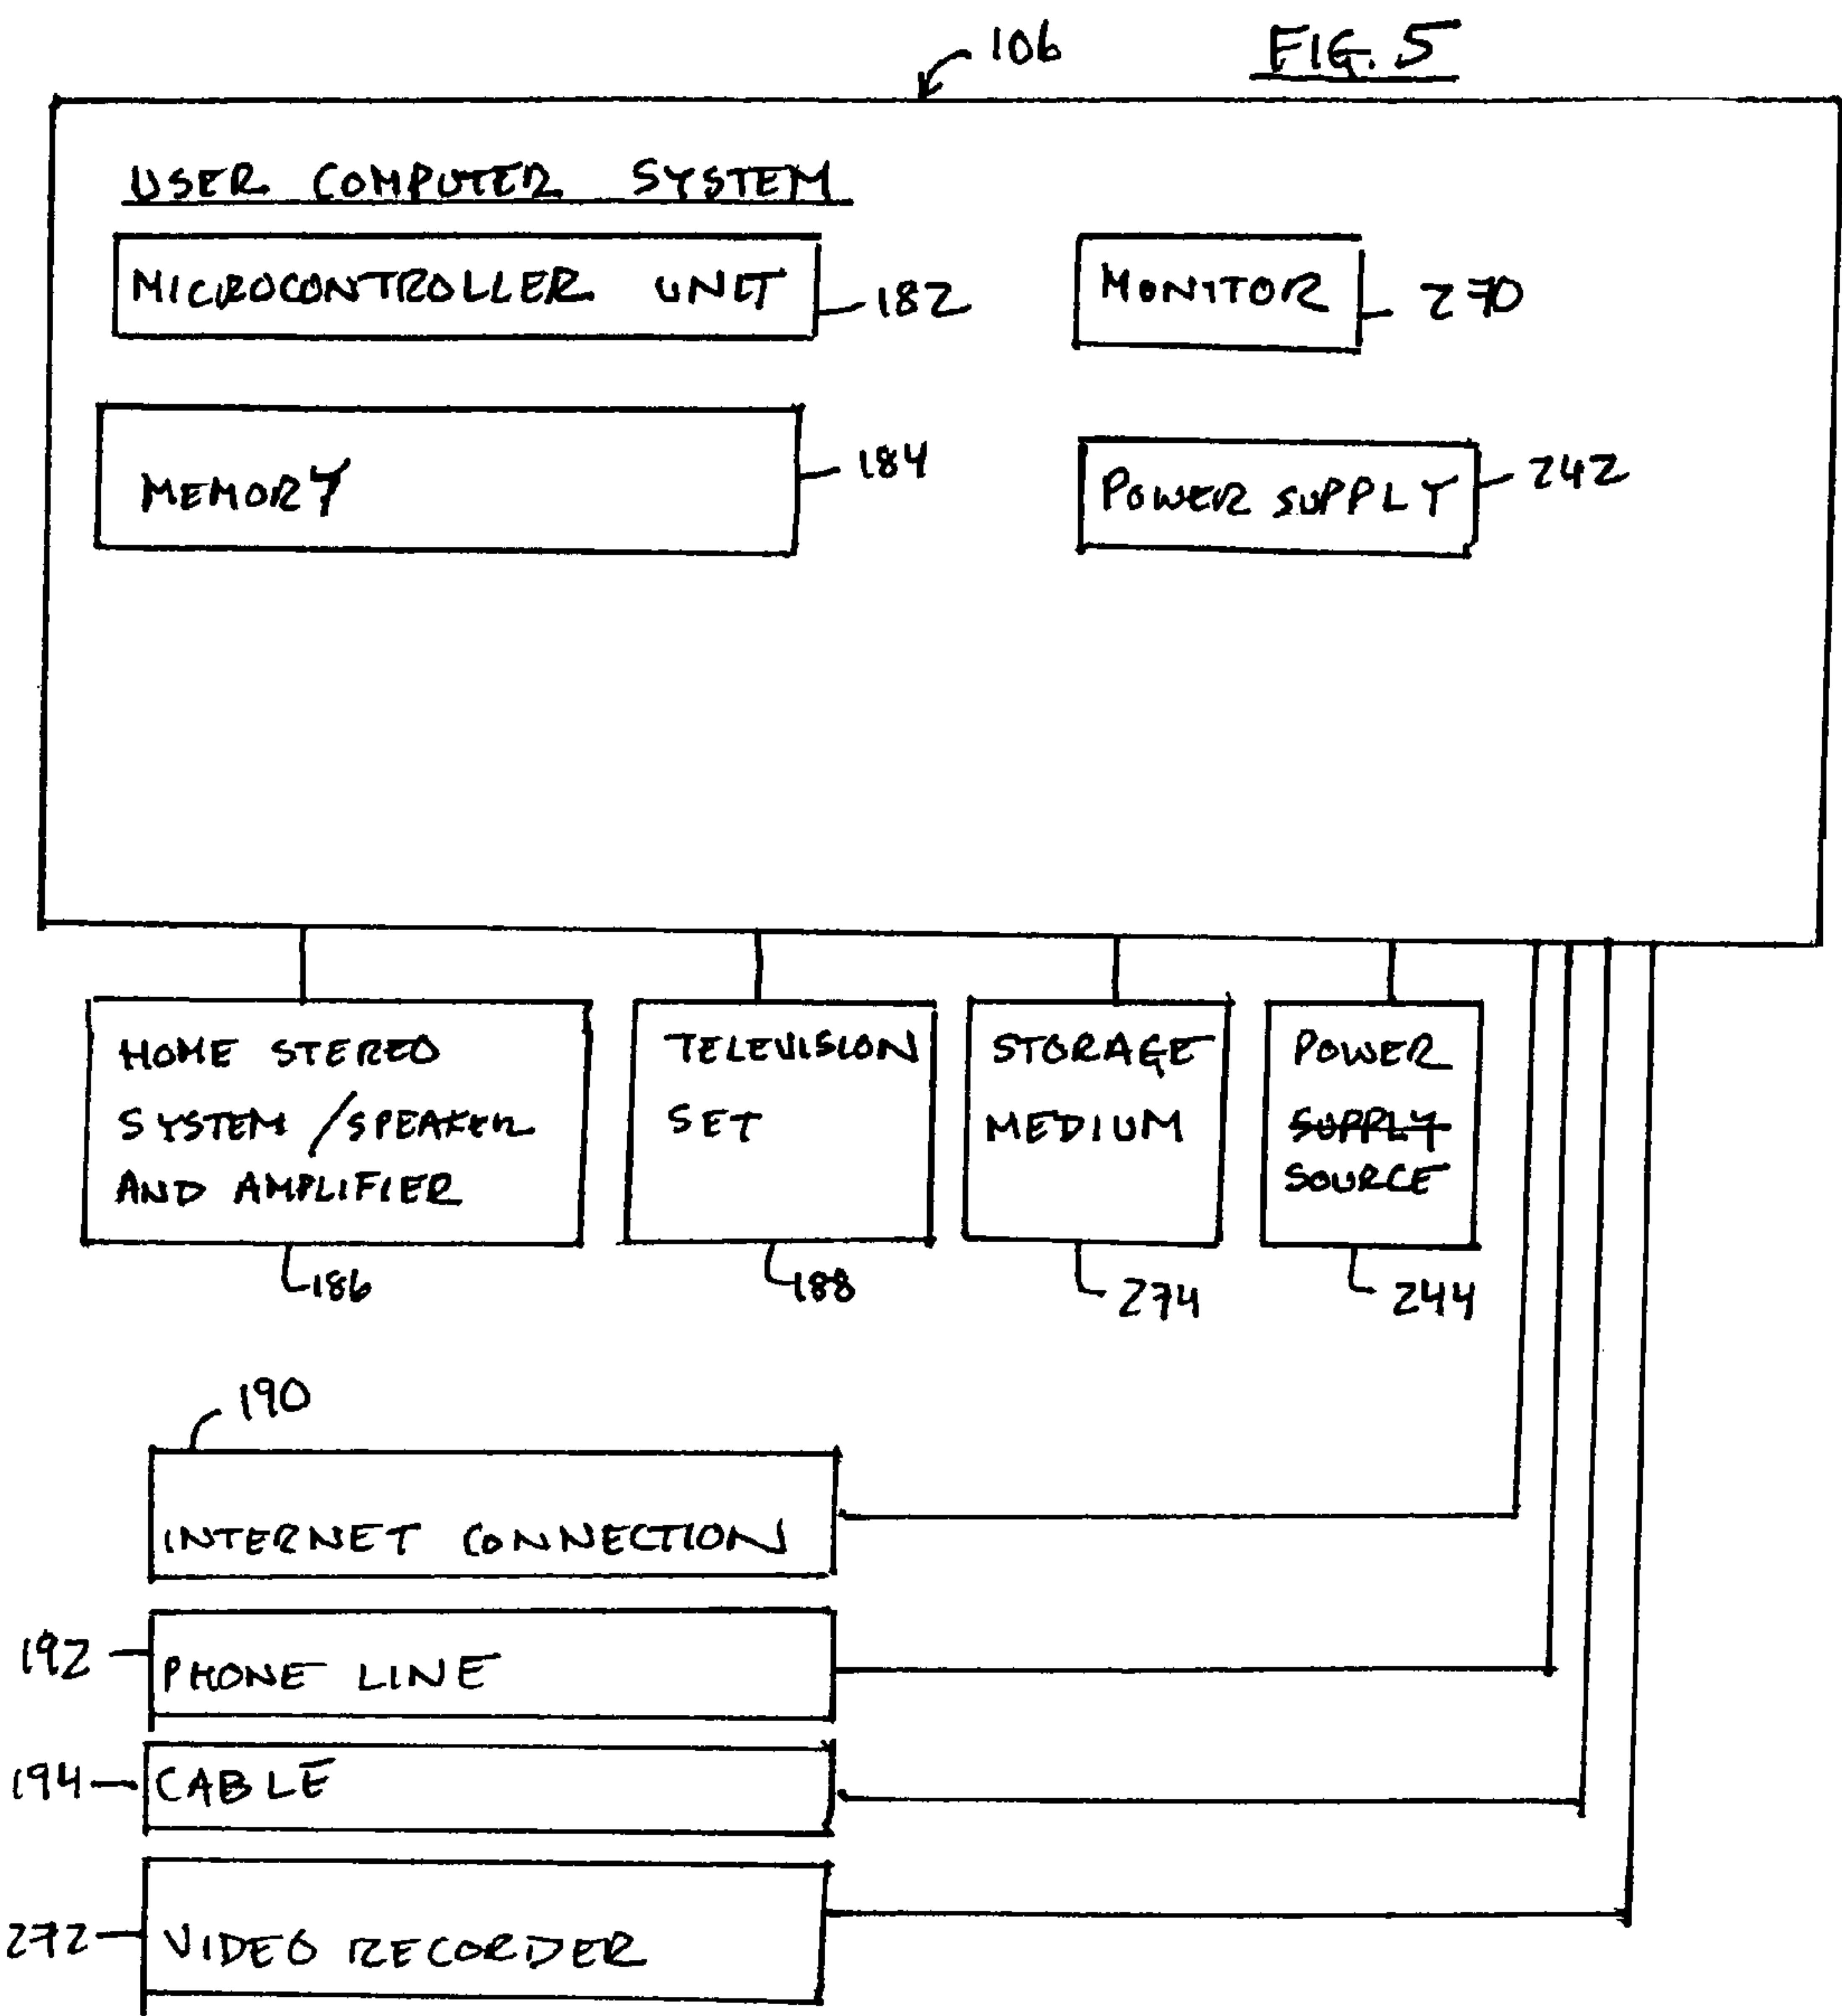 106
FIG. 5
USER COMPUTER SYSTEM
MICROCONTROLLER UNIT
182
MONITOR
270
MEMORY
184
POWER SUPPLY
242
HOME STEREO
SYSTEM / SPEAKER
AND AMPLIFIER
186
TELEVISION
SET
188
STORAGE
MEDIUM
274
POWER
SUPPLY
SOURCE
244
190
INTERNET CONNECTION
192
PHONE LINE
194
CABLE
272
VIDEO RECORDER